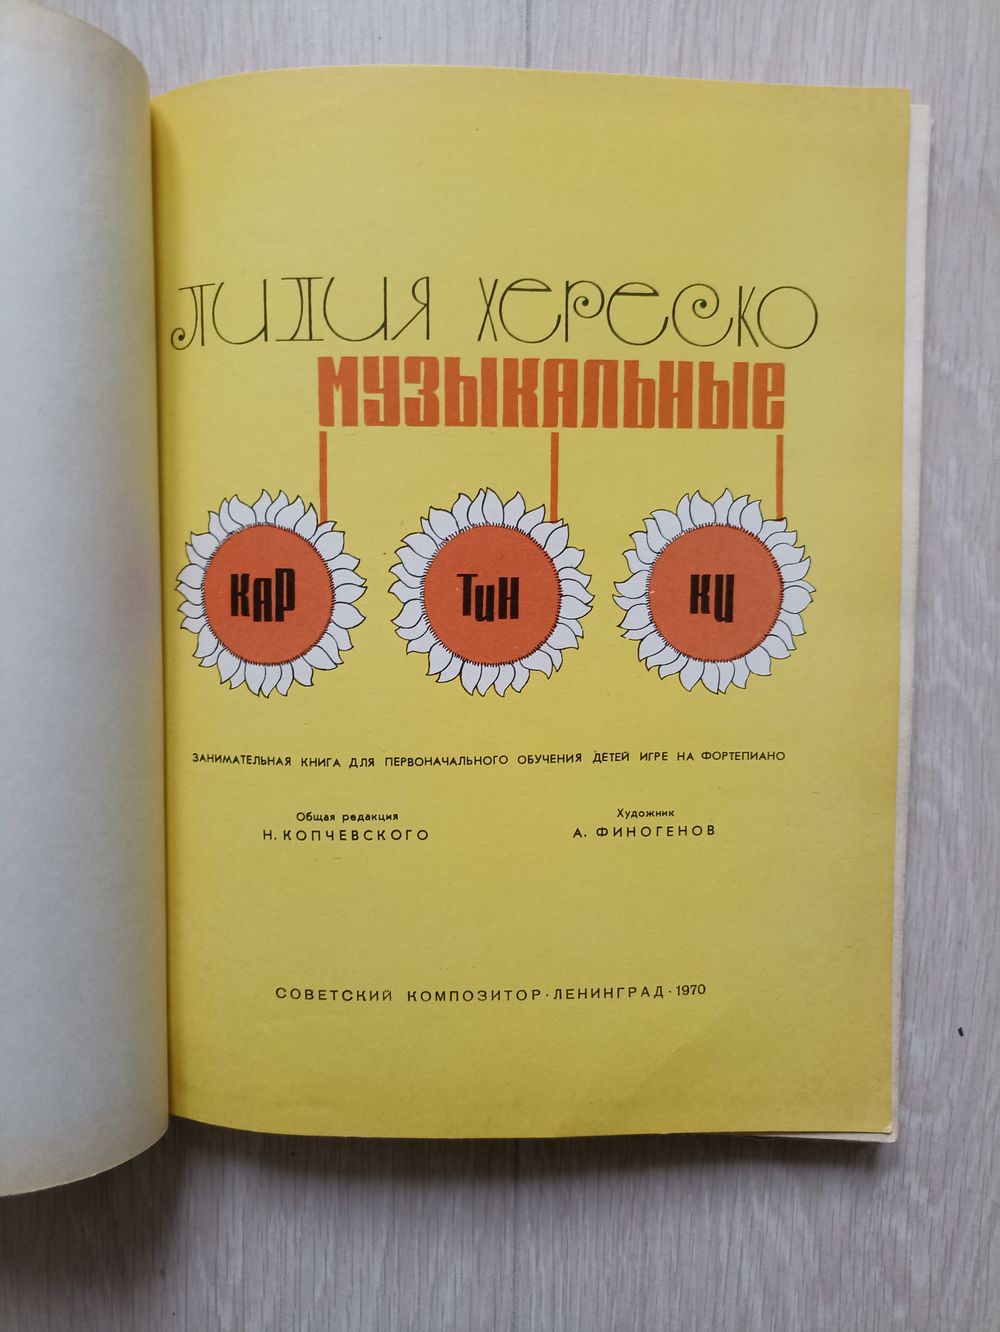 ЛИДИЯ ХЕРЕСКО
МУЗЫКАЛЬНЫЕ
КАР ТИН КИ
ЗАНИМАТЕЛЬНАЯ КНИГА ДЛЯ ПЕРВОНАЧАЛЬНОГО ОБУЧЕНИЯ ДЕТЕЙ ИГРЕ НА ФОРТЕПИАНО
Общая редакция
Н. КОПЧЕВСКОГО
Художник
А. ФИНОГЕНОВ
СОВЕТСКИЙ КОМПОЗИТОР · ЛЕНИНГРАД · 1970